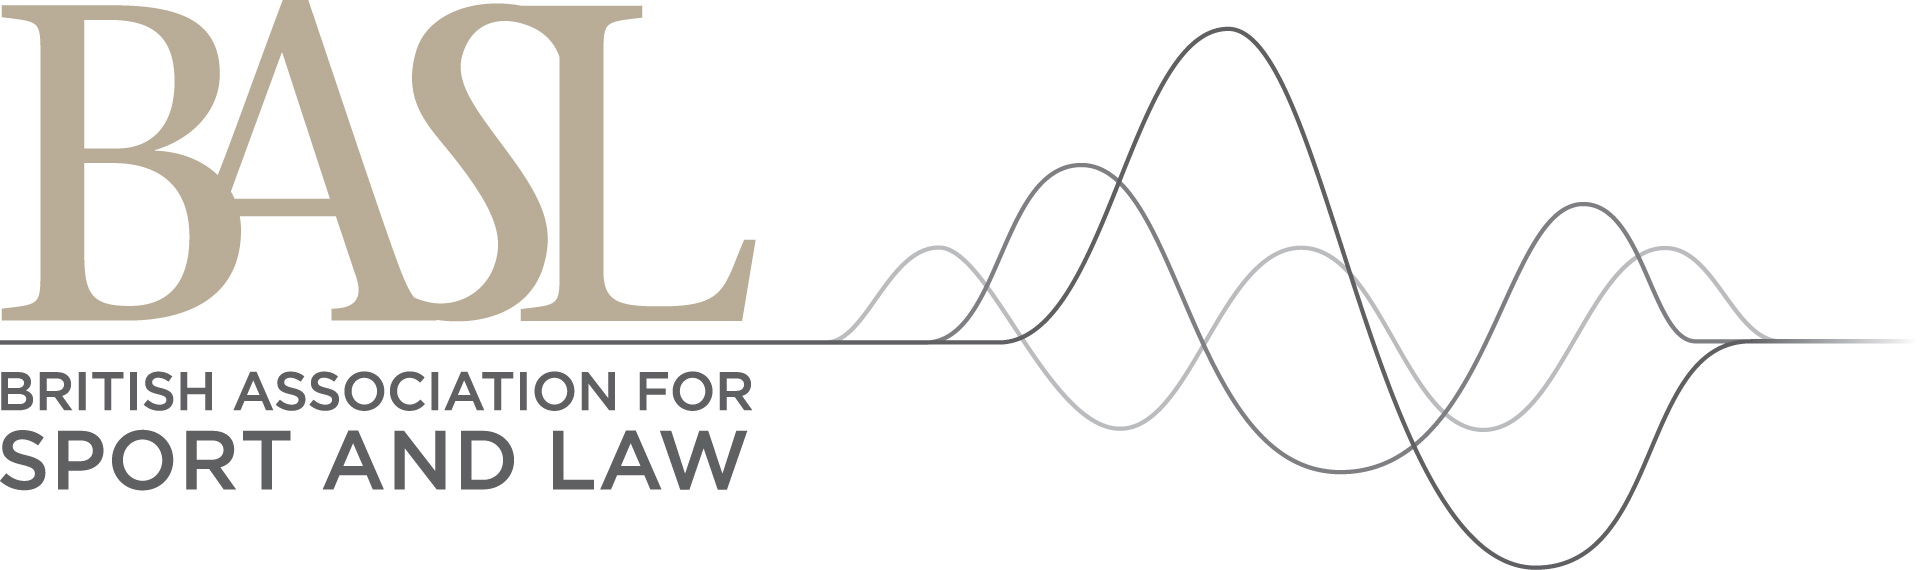 BASL
BRITISH ASSOCIATION FOR
SPORT AND LAW